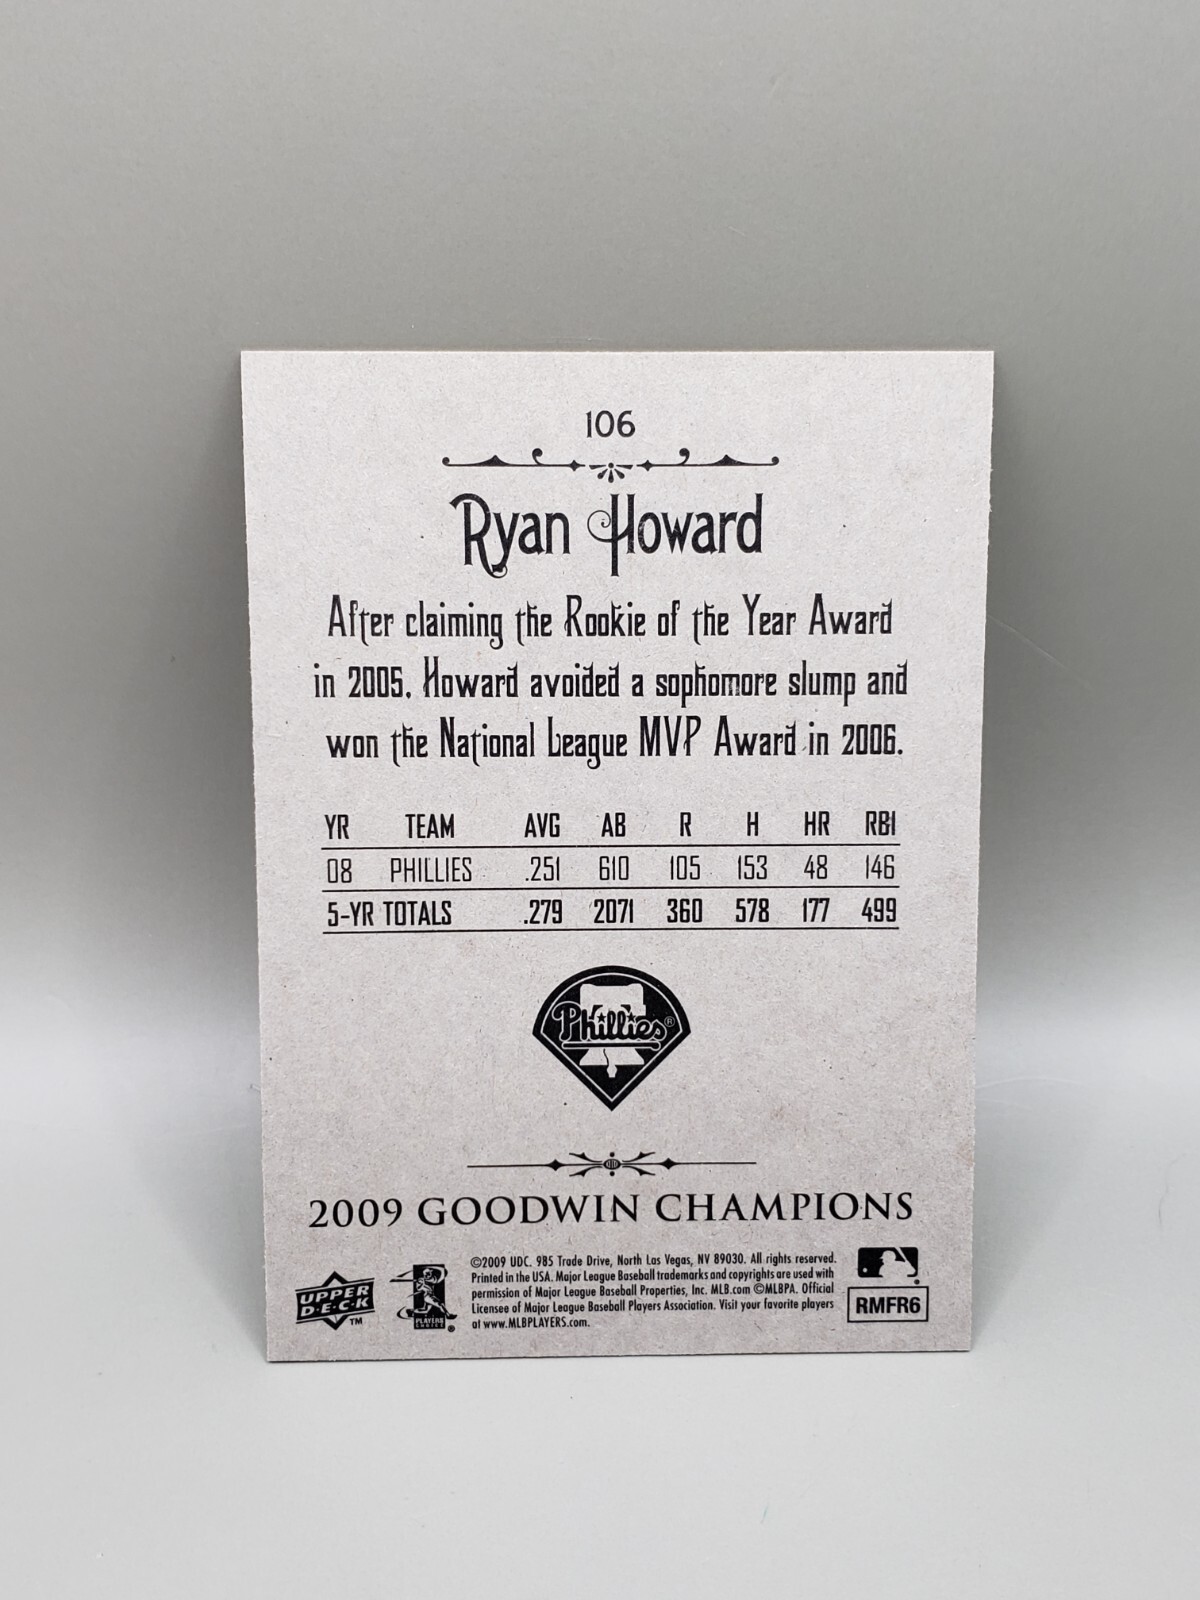 106
Ryan Howard
After claiming the Rookie of the Year Award
in 2005, Howard avoided a sophomore slump and
won the National League MVP Award in 2006.
YR TEAM AVG AB R H HR RBI
08 PHILLIES .251 610 105 153 48 146
5-YR TOTALS .279 2071 360 578 177 499
Phillies®
2009 GOODWIN CHAMPIONS
©2009 UDC. 985 Trade Drive, North Las Vegas, NV 89030. All rights reserved.
Printed in the USA. Major League Baseball trademarks and copyrights are used with
permission of Major League Baseball Properties, Inc. MLB.com ©MLBPA. Official
Licensee of Major League Baseball Players Association. Visit your favorite players
at www.MLBPLAYERS.com.
UPPER
D·E·C·K
™
PLAYERS
CHOICE
®
RMFR6